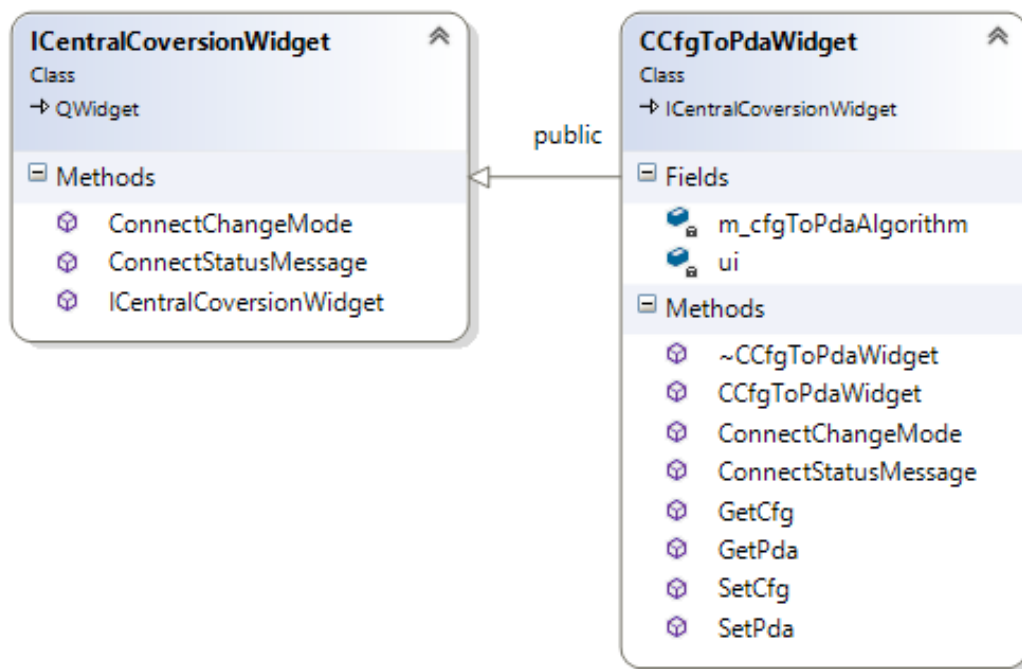 ICentralCoversionWidget
Class
QWidget
Methods
ConnectChangeMode
ConnectStatusMessage
ICentralCoversionWidget
public
CCfgToPdaWidget
Class
ICentralCoversionWidget
Fields
m_cfgToPdaAlgorithm
ui
Methods
~CCfgToPdaWidget
CCfgToPdaWidget
ConnectChangeMode
ConnectStatusMessage
GetCfg
GetPda
SetCfg
SetPda